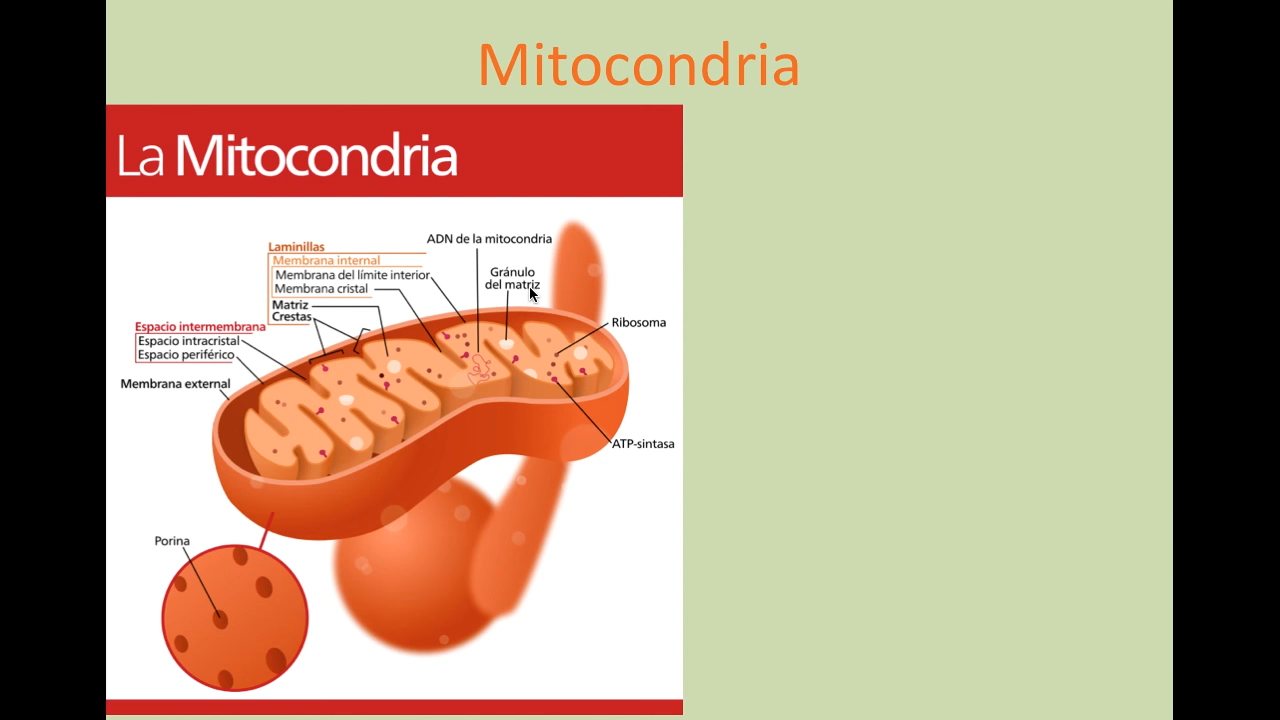 Mitocondria
La Mitocondria
ADN de la mitocondria
Laminillas
Membrana internal
Membrana del límite interior
Membrana cristal
Matriz
Crestas
Gránulo
del matriz
Ribosoma
Espacio intermembrana
Espacio intracristal
Espacio periférico
Membrana external
ATP-sintasa
Porina